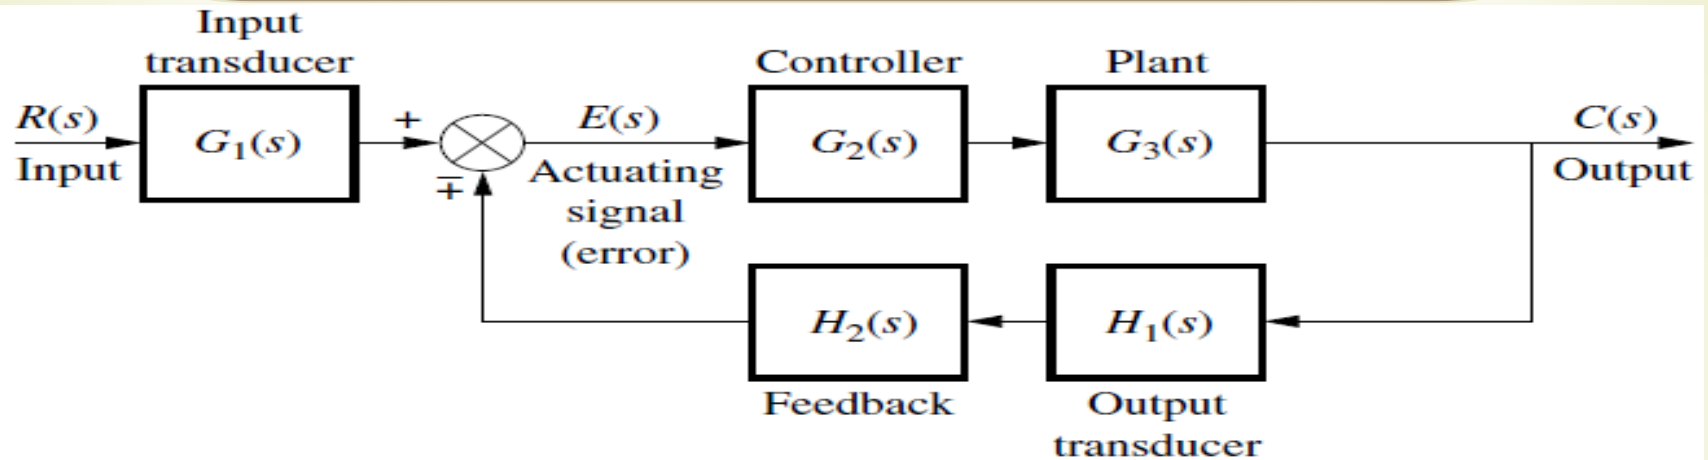 Input
transducer
Controller
Plant
R(s)
Input
G₁(s)
+
∓
E(s)
Actuating
signal
(error)
G₂(s)
G₃(s)
C(s)
Output
H₂(s)
Feedback
H₁(s)
Output
transducer